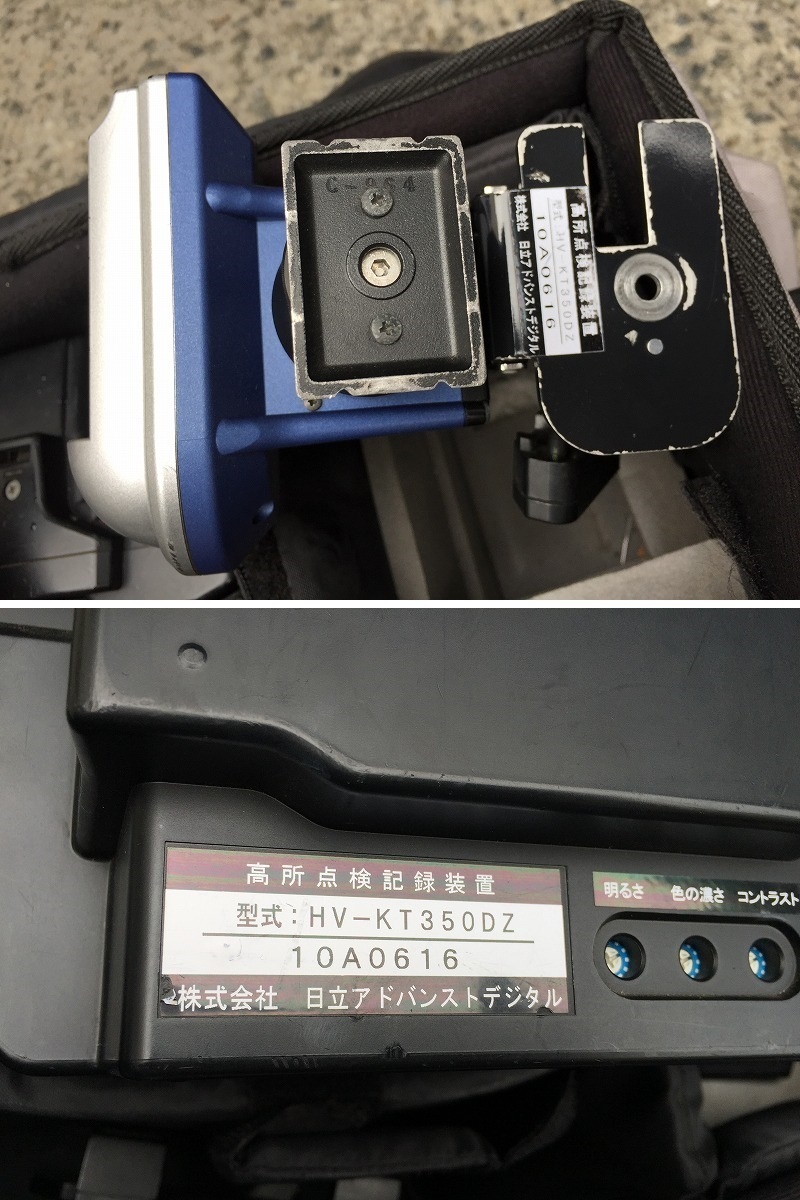 C-864
高所点検記録装置
型式:HV-KT350DZ
10A0616
株式会社 日立アドバンストデジタル
高所点検記録装置
型式:HV-KT350DZ
10A0616
株式会社 日立アドバンストデジタル
明るさ 色の濃さ コントラスト